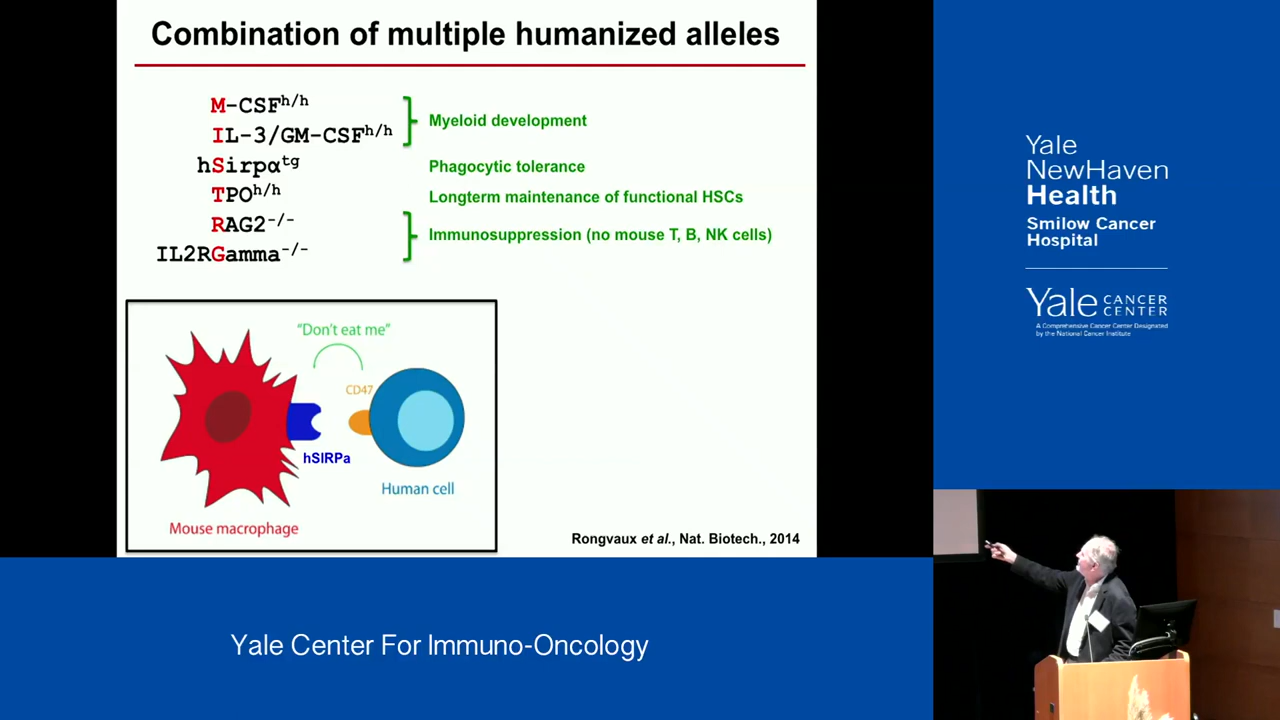 Combination of multiple humanized alleles
M-CSFh/h
IL-3/GM-CSFh/h
Myeloid development
hSirpαtg
Phagocytic tolerance
TPOh/h
Longterm maintenance of functional HSCs
RAG2-/-
IL2RGamma-/-
Immunosuppression (no mouse T, B, NK cells)
"Don't eat me"
CD47
hSIRPa
Human cell
Mouse macrophage
Rongvaux et al., Nat. Biotech., 2014
Yale
NewHaven
Health
Smilow Cancer
Hospital
Yale CANCER
CENTER
A Comprehensive Cancer Center Designated
by the National Cancer Institute
Yale Center For Immuno-Oncology